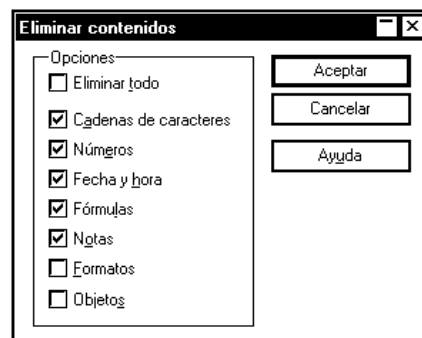 Eliminar contenidos
Opciones
Eliminar todo
Cadenas de caracteres
Números
Fecha y hora
Fórmulas
Notas
Formatos
Objetos
Aceptar
Cancelar
Ayuda